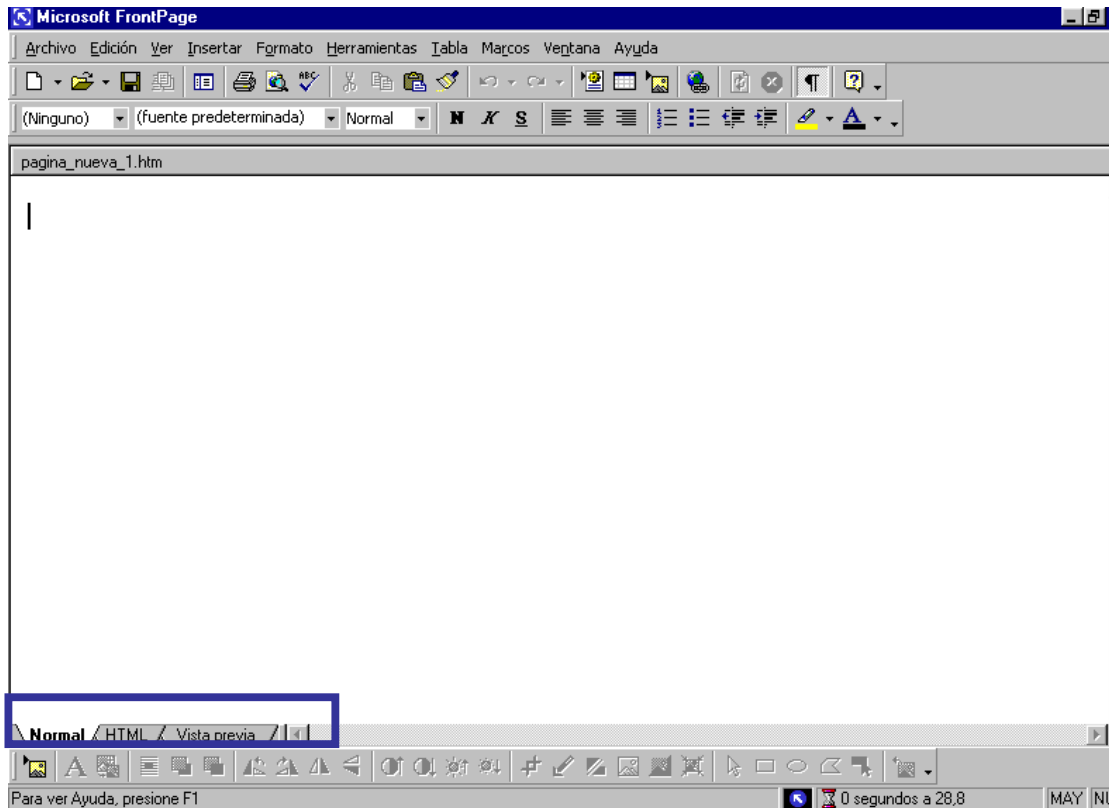 Microsoft FrontPage
Archivo Edición Ver Insertar Formato Herramientas Tabla Marcos Ventana Ayuda
(Ninguno) (fuente predeterminada) Normal N K S A
pagina_nueva_1.htm
Normal HTML Vista previa
Para ver Ayuda, presione F1 0 segundos a 28,8 MAY